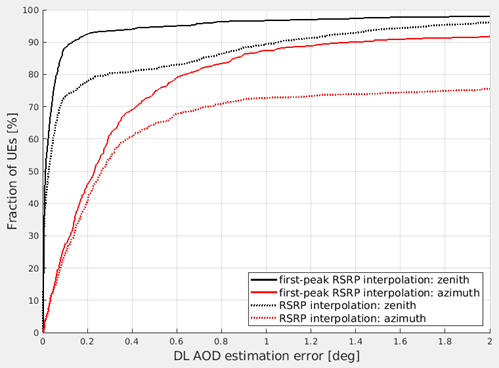 100
90
80
70
60
50
40
30
20
10
0
Fraction of UEs [%]
0 0.2 0.4 0.6 0.8 1 1.2 1.4 1.6 1.8 2
DL AOD estimation error [deg]
first-peak RSRP interpolation: zenith
first-peak RSRP interpolation: azimuth
RSRP interpolation: zenith
RSRP interpolation: azimuth